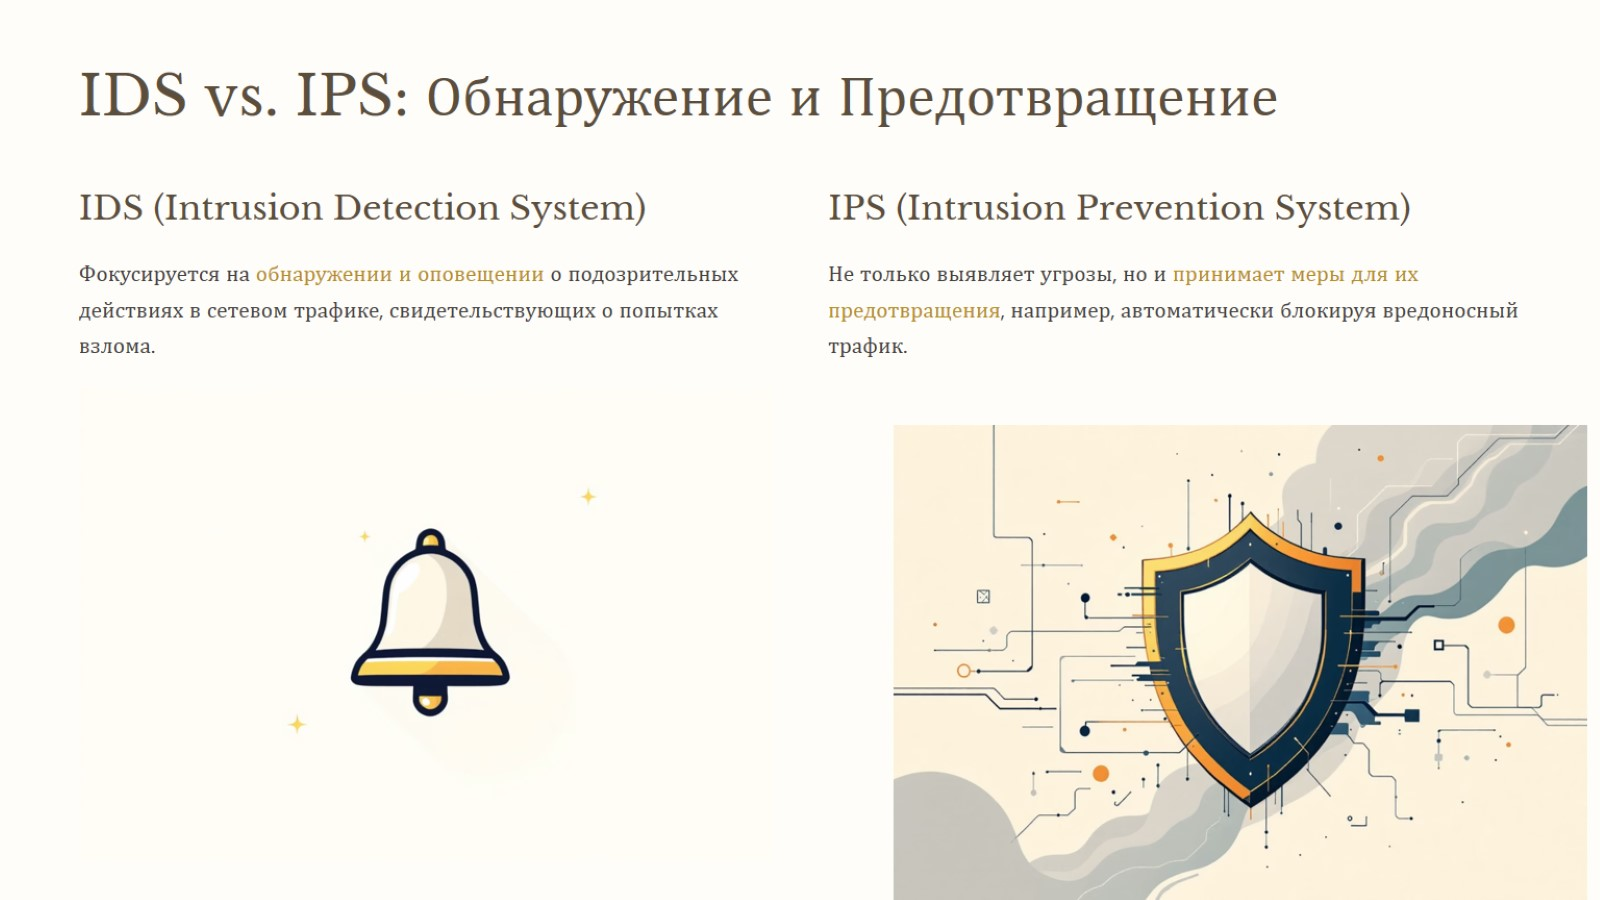 IDS vs. IPS: Обнаружение и Предотвращение
IDS (Intrusion Detection System)
Фокусируется на обнаружении и оповещении о подозрительных
действиях в сетевом трафике, свидетельствующих о попытках
взлома.
IPS (Intrusion Prevention System)
Не только выявляет угрозы, но и принимает меры для их
предотвращения, например, автоматически блокируя вредоносный
трафик.